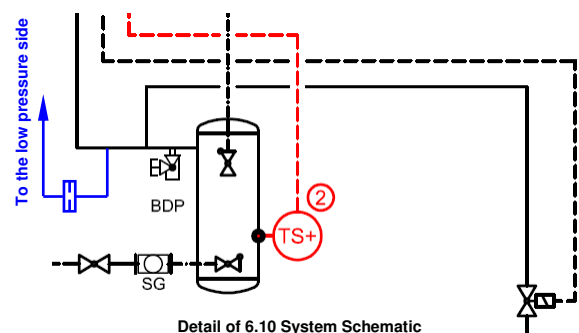 To the low pressure side
2
BDP
TS+
SG
Detail of 6.10 System Schematic